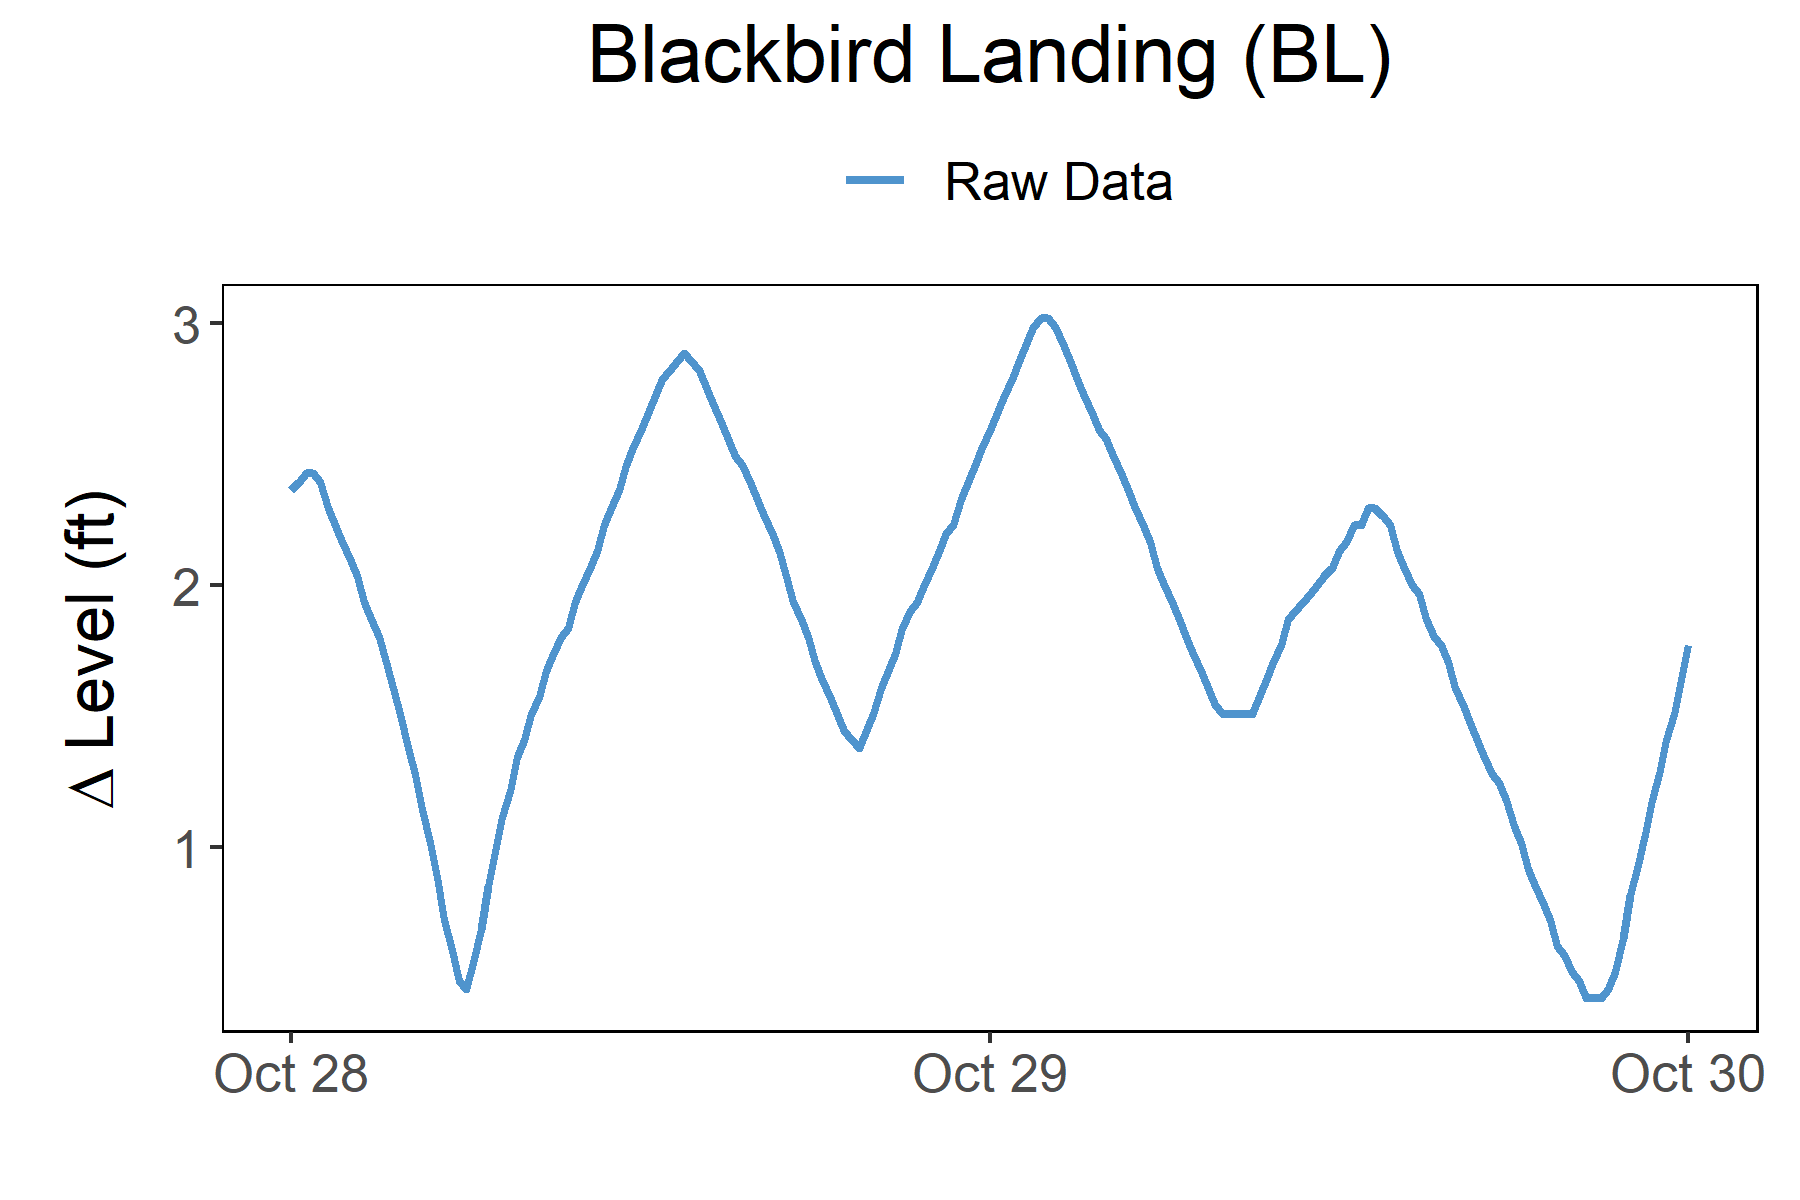 Blackbird Landing (BL)
Raw Data
Δ Level (ft)
3
2
1
Oct 28
Oct 29
Oct 30